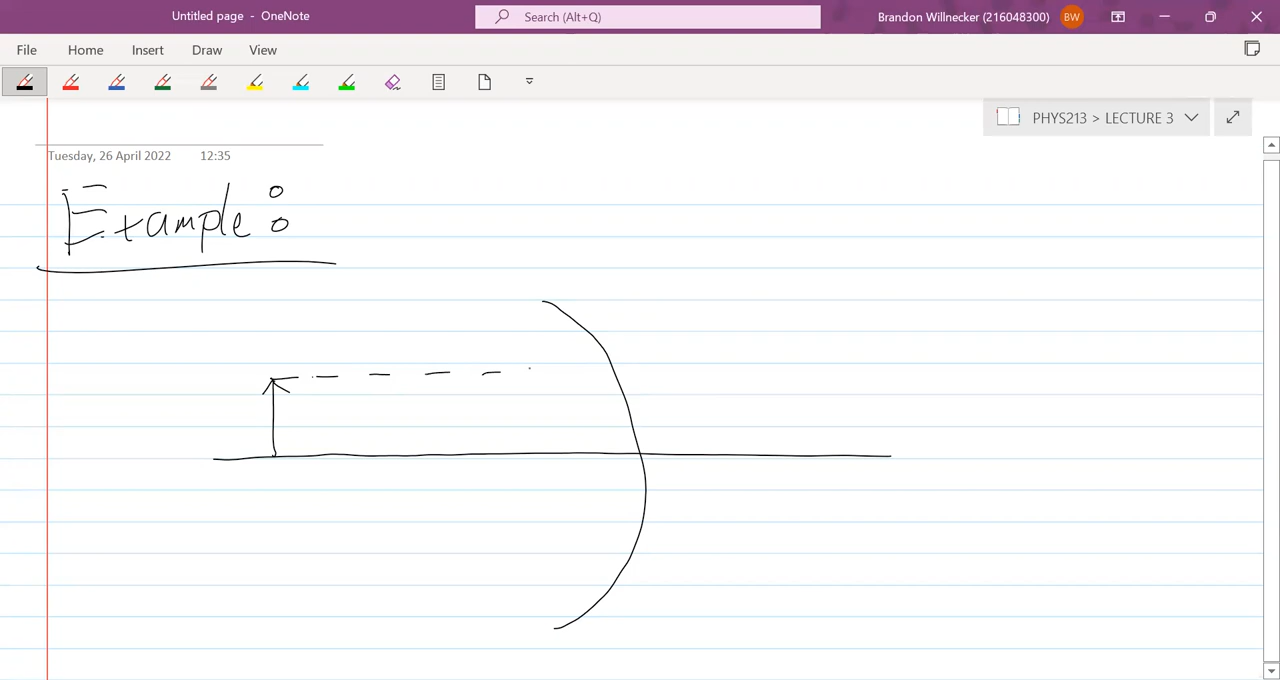 Untitled page - OneNote
Search (Alt+Q)
Brandon Willnecker (216048300)
BW
File Home Insert Draw View
PHYS213 > LECTURE 3
Tuesday, 26 April 2022 12:35
Example: